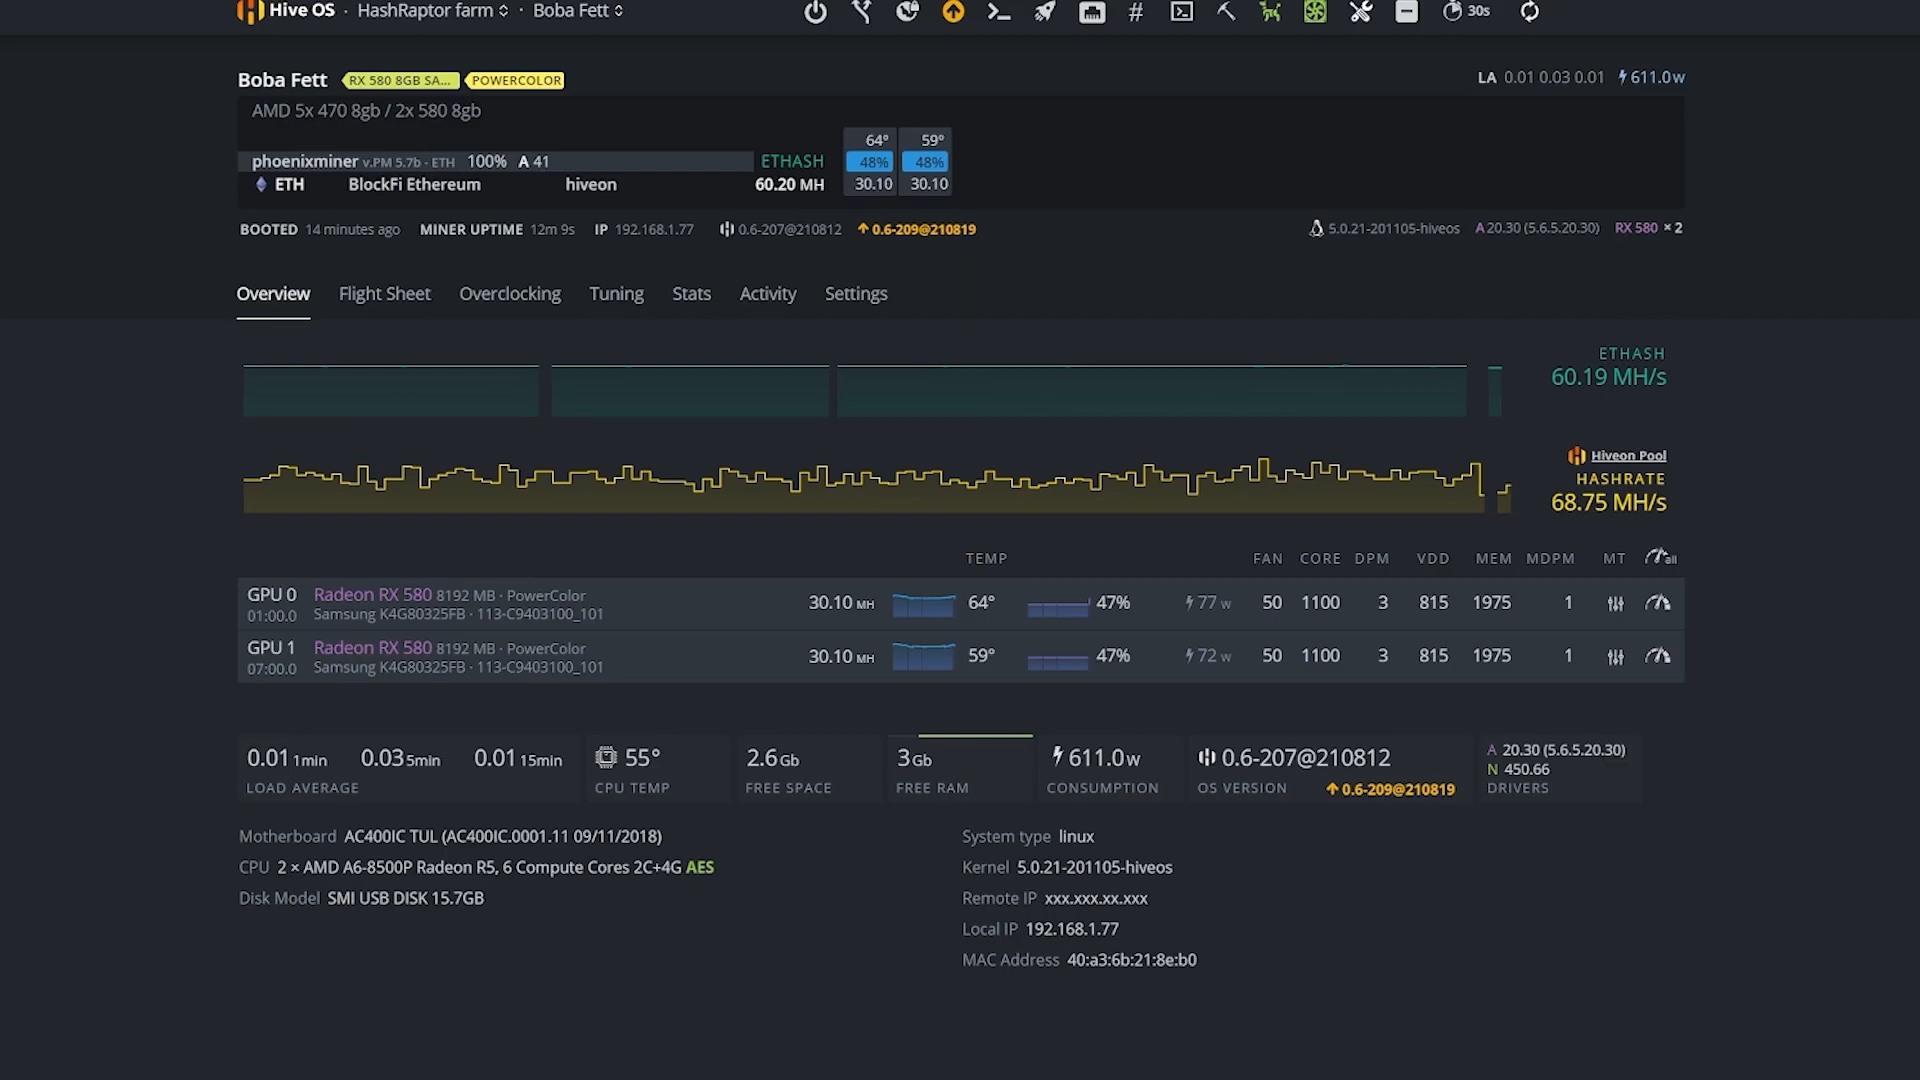 Hive OS · HashRaptor farm · Boba Fett
# 30s
Boba Fett RX 580 8GB SA... POWERCOLOR
LA 0.01 0.03 0.01 611.0w
AMD 5x 470 8gb / 2x 580 8gb
64° 59°
phoenixminer v.PM 5.7b - ETH 100% A 41 ETHASH 48% 48%
ETH BlockFi Ethereum hiveon 60.20 MH 30.10 30.10
BOOTED 14 minutes ago MINER UPTIME 12m 9s IP 192.168.1.77 0.6-207@210812 0.6-209@210819
5.0.21-201105-hiveos A 20.30 (5.6.5.20.30) RX 580 × 2
Overview Flight Sheet Overclocking Tuning Stats Activity Settings
ETHASH
60.19 MH/s
Hiveon Pool
HASHRATE
68.75 MH/s
TEMP FAN CORE DPM VDD MEM MDPM MT all
GPU 0 Radeon RX 580 8192 MB · PowerColor 30.10 MH 64° 47% 77 w 50 1100 3 815 1975 1
01:00.0 Samsung K4G80325FB · 113-C9403100_101
GPU 1 Radeon RX 580 8192 MB · PowerColor 30.10 MH 59° 47% 72 w 50 1100 3 815 1975 1
07:00.0 Samsung K4G80325FB · 113-C9403100_101
0.01 1min 0.03 5min 0.01 15min
LOAD AVERAGE
55°
CPU TEMP
2.6 Gb
FREE SPACE
3 Gb
FREE RAM
611.0 w
CONSUMPTION
0.6-207@210812
OS VERSION 0.6-209@210819
A 20.30 (5.6.5.20.30)
N 450.66
DRIVERS
Motherboard AC400IC TUL (AC400IC.0001.11 09/11/2018)
CPU 2 × AMD A6-8500P Radeon R5, 6 Compute Cores 2C+4G AES
Disk Model SMI USB DISK 15.7GB
System type linux
Kernel 5.0.21-201105-hiveos
Remote IP xxx.xxx.xx.xxx
Local IP 192.168.1.77
MAC Address 40:a3:6b:21:8e:b0